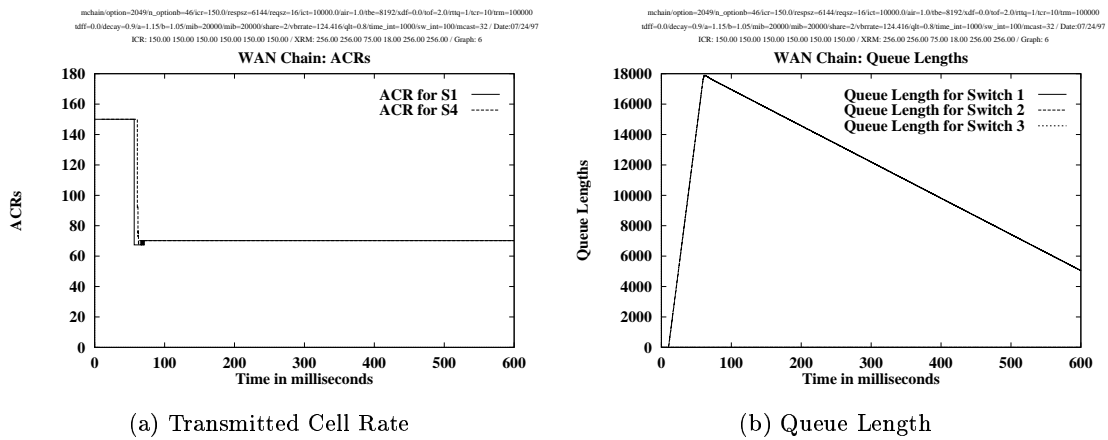 mchain/option=2049/n_optionb=46/icr=150.0/respsz=6144/reqsz=16/ict=10000.0/air=1.0/tbe=8192/xdf=0.0/tof=2.0/rttq=1/tcr=10/trm=100000
tdff=0.0/decay=0.9/a=1.15/b=1.05/mib=20000/mib=20000/share=2/vbrrate=124.416/qlt=0.8/time_int=1000/sw_int=100/mcast=32 / Date:07/24/97
ICR: 150.00 150.00 150.00 150.00 150.00 150.00 / XRM: 256.00 256.00 75.00 18.00 256.00 256.00 / Graph: 6
WAN Chain: ACRs
180
160
140
120
100
80
60
40
20
0
ACRs
ACR for S1
ACR for S4
0 100 200 300 400 500 600
Time in milliseconds
(a) Transmitted Cell Rate
mchain/option=2049/n_optionb=46/icr=150.0/respsz=6144/reqsz=16/ict=10000.0/air=1.0/tbe=8192/xdf=0.0/tof=2.0/rttq=1/tcr=10/trm=100000
tdff=0.0/decay=0.9/a=1.15/b=1.05/mib=20000/mib=20000/share=2/vbrrate=124.416/qlt=0.8/time_int=1000/sw_int=100/mcast=32 / Date:07/24/97
ICR: 150.00 150.00 150.00 150.00 150.00 150.00 / XRM: 256.00 256.00 75.00 18.00 256.00 256.00 / Graph: 6
WAN Chain: Queue Lengths
18000
16000
14000
12000
10000
8000
6000
4000
2000
0
Queue Lengths
Queue Length for Switch 1
Queue Length for Switch 2
Queue Length for Switch 3
0 100 200 300 400 500 600
Time in milliseconds
(b) Queue Length